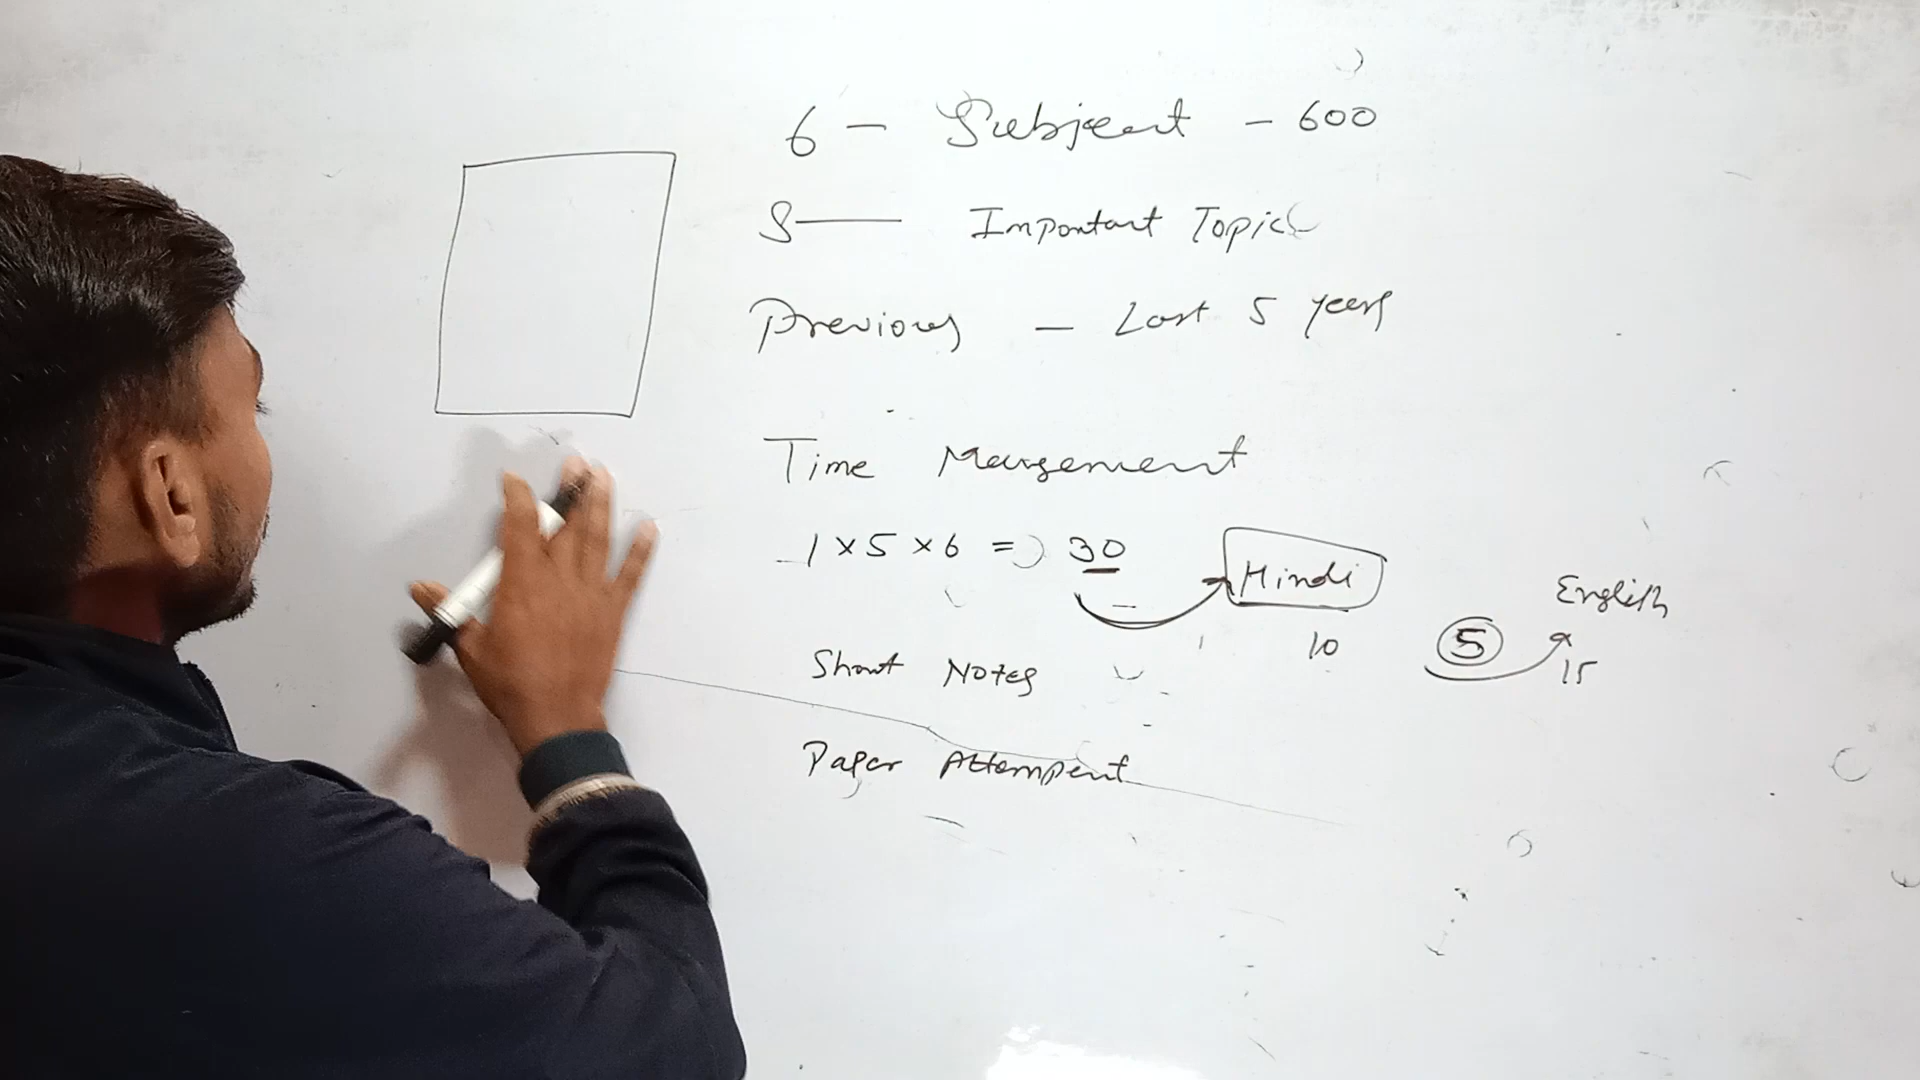 6 – Subject – 600
S —— Important Topic
Previous – Last 5 years
Time Management
1 × 5 × 6 = 30
Hindi
10
5
English
15
Short Notes
Paper Attempent